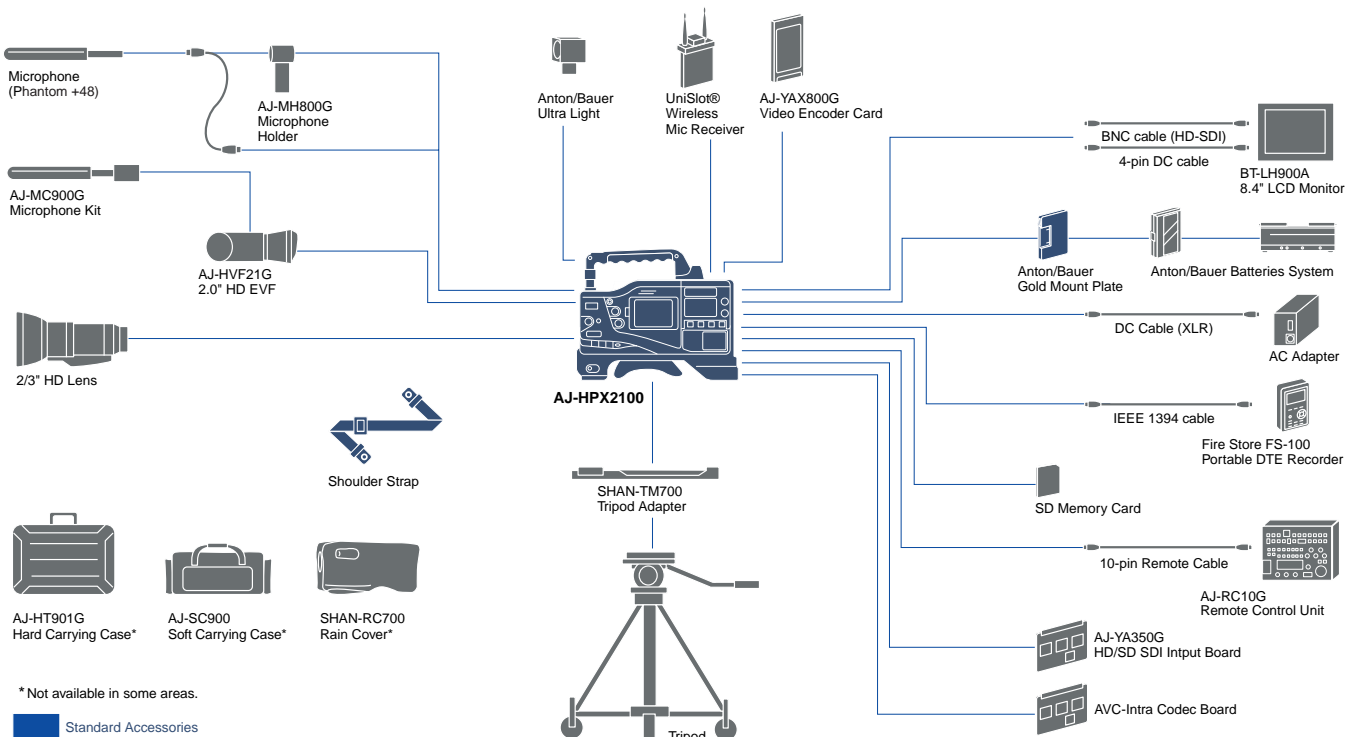 Microphone
(Phantom +48)
AJ-MH800G
Microphone
Holder
Anton/Bauer
Ultra Light
UniSlot®
Wireless
Mic Receiver
AJ-YAX800G
Video Encoder Card
BNC cable (HD-SDI)
4-pin DC cable
BT-LH900A
8.4" LCD Monitor
AJ-MC900G
Microphone Kit
AJ-HVF21G
2.0" HD EVF
Anton/Bauer
Gold Mount Plate
Anton/Bauer Batteries System
DC Cable (XLR)
AC Adapter
2/3" HD Lens
AJ-HPX2100
IEEE 1394 cable
Fire Store FS-100
Portable DTE Recorder
Shoulder Strap
SHAN-TM700
Tripod Adapter
SD Memory Card
10-pin Remote Cable
AJ-RC10G
Remote Control Unit
AJ-HT901G
Hard Carrying Case*
AJ-SC900
Soft Carrying Case*
SHAN-RC700
Rain Cover*
AJ-YA350G
HD/SD SDI Intput Board
AVC-Intra Codec Board
* Not available in some areas.
Standard Accessories
Tripod